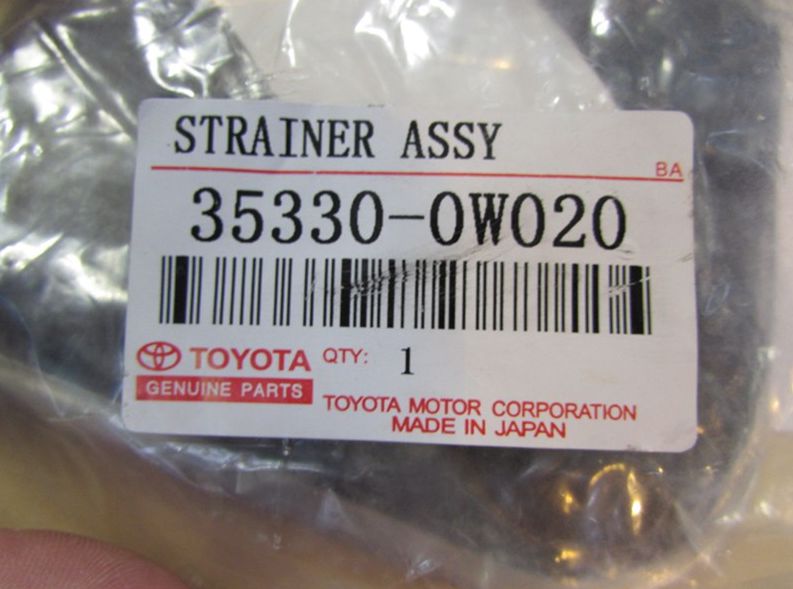 STRAINER ASSY
BA
35330-0W020
TOYOTA QTY: 1
GENUINE PARTS
TOYOTA MOTOR CORPORATION
MADE IN JAPAN